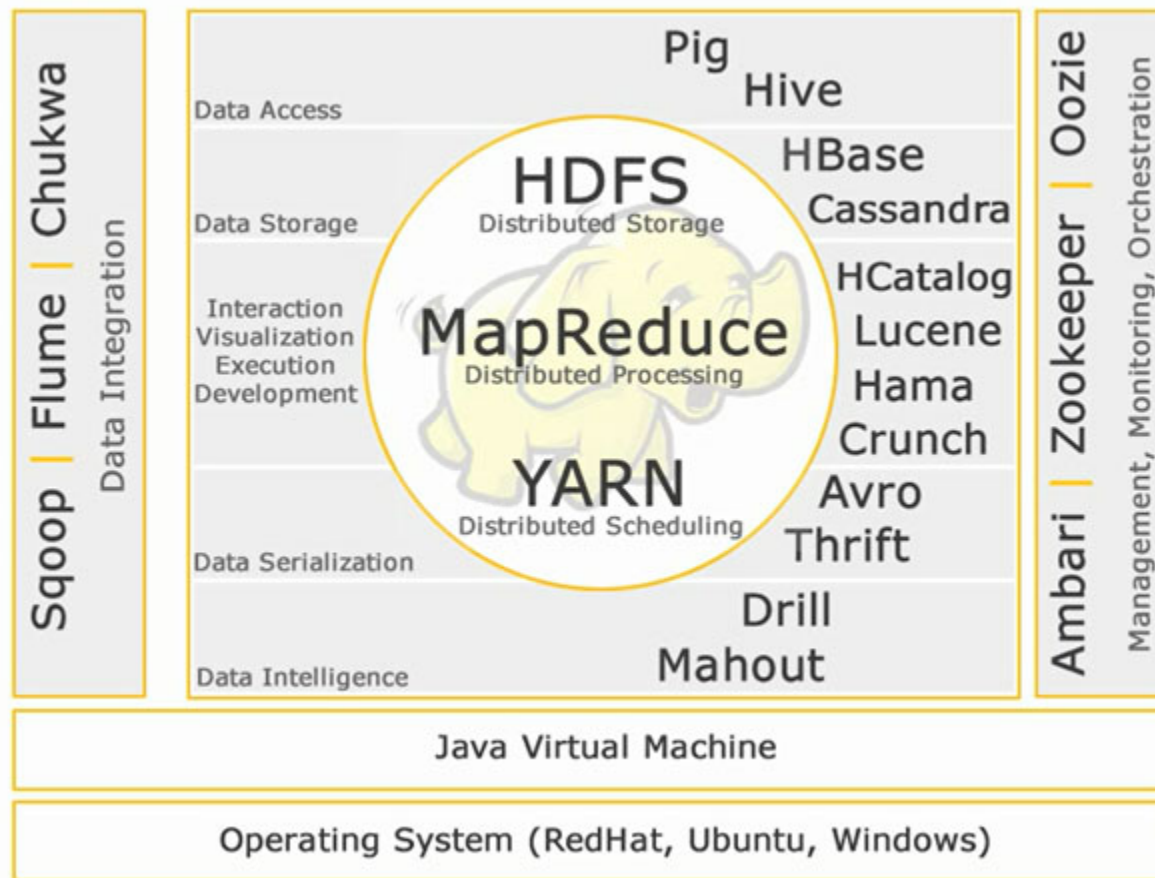 Sqoop | Flume | Chukwa
Data Integration
Pig
Hive
Data Access
HBase
Cassandra
Data Storage
HDFS
Distributed Storage
MapReduce
Distributed Processing
YARN
Distributed Scheduling
Interaction
Visualization
Execution
Development
HCatalog
Lucene
Hama
Crunch
Avro
Thrift
Data Serialization
Drill
Mahout
Data Intelligence
Ambari | Zookeeper | Oozie
Management, Monitoring, Orchestration
Java Virtual Machine
Operating System (RedHat, Ubuntu, Windows)